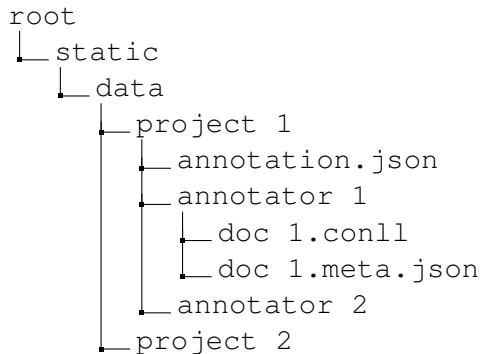 root
static
data
project 1
annotation.json
annotator 1
doc 1.conll
doc 1.meta.json
annotator 2
project 2